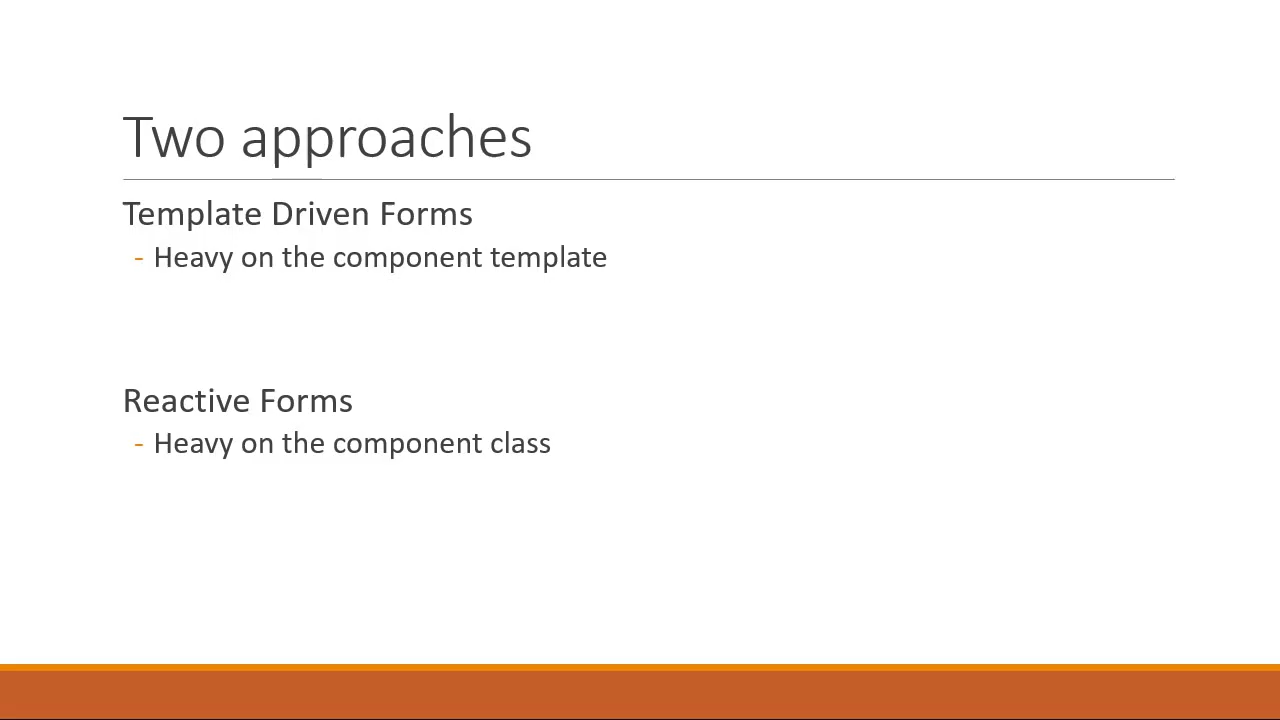 Two approaches
Template Driven Forms
- Heavy on the component template
Reactive Forms
- Heavy on the component class